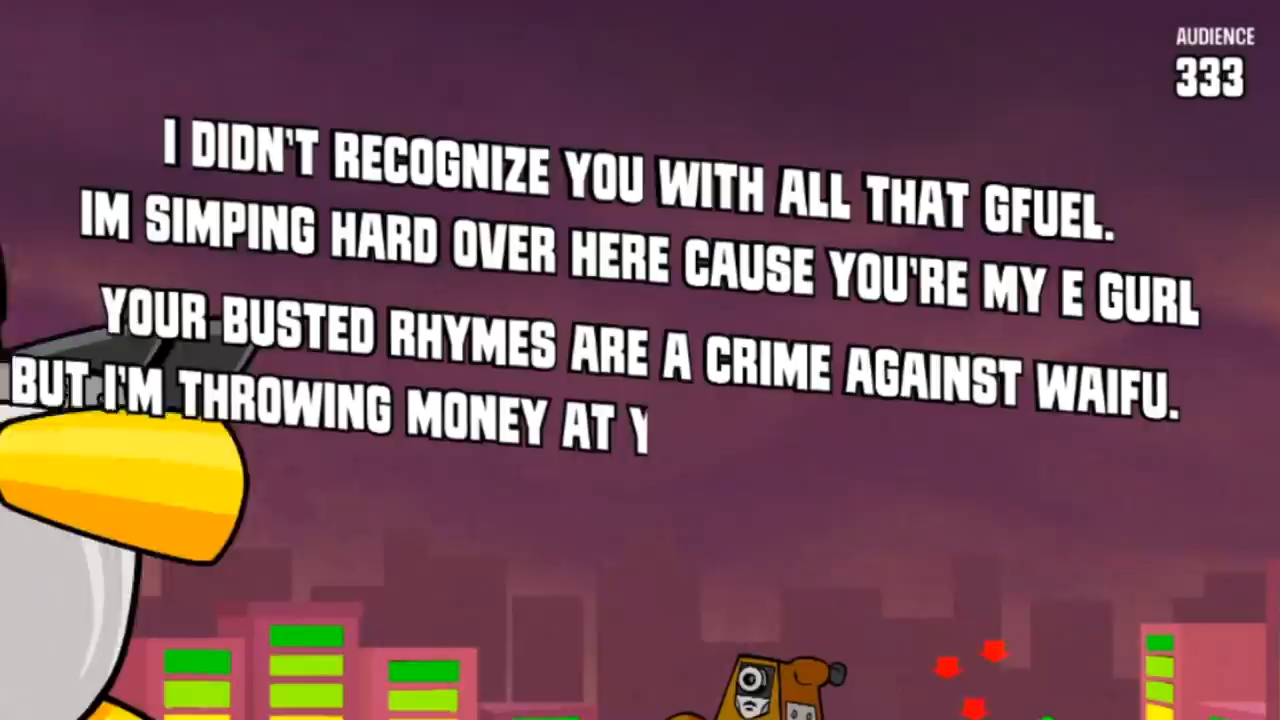 AUDIENCE
333
I DIDN'T RECOGNIZE YOU WITH ALL THAT GFUEL.
IM SIMPING HARD OVER HERE CAUSE YOU'RE MY E GURL
YOUR BUSTED RHYMES ARE A CRIME AGAINST WAIFU.
BUT I'M THROWING MONEY AT Y